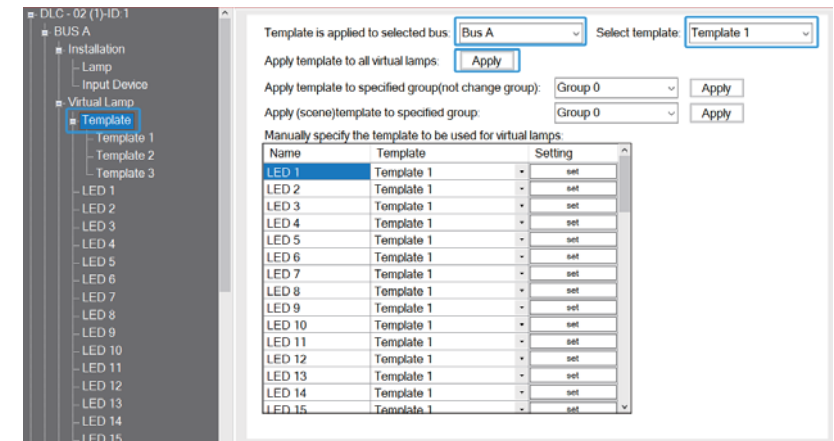 DLC - 02 (1)-ID:1
BUS A
Installation
Lamp
Input Device
Virtual Lamp
Template
Template 1
Template 2
Template 3
LED 1
LED 2
LED 3
LED 4
LED 5
LED 6
LED 7
LED 8
LED 9
LED 10
LED 11
LED 12
LED 13
LED 14
LED 15
Template is applied to selected bus: Bus A Select template: Template 1
Apply template to all virtual lamps: Apply
Apply template to specified group(not change group): Group 0 Apply
Apply (scene)template to specified group: Group 0 Apply
Manually specify the template to be used for virtual lamps:
Name Template Setting
LED 1 Template 1 set
LED 2 Template 1 set
LED 3 Template 1 set
LED 4 Template 1 set
LED 5 Template 1 set
LED 6 Template 1 set
LED 7 Template 1 set
LED 8 Template 1 set
LED 9 Template 1 set
LED 10 Template 1 set
LED 11 Template 1 set
LED 12 Template 1 set
LED 13 Template 1 set
LED 14 Template 1 set
LED 15 Template 1 set